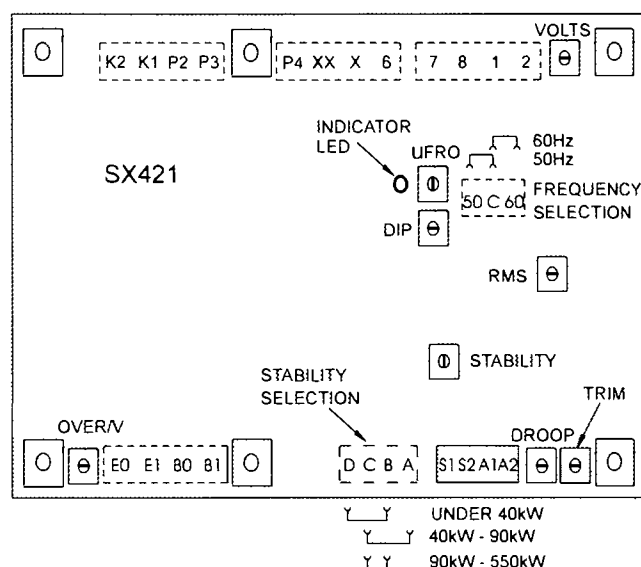 VOLTS
K2 K1 P2 P3
P4 XX X 6
7 8 1 2
INDICATOR
LED
UFRO
60Hz
50Hz
SX421
50 C 60
FREQUENCY
SELECTION
DIP
RMS
STABILITY
STABILITY
SELECTION
TRIM
OVER/V
DROOP
E0 E1 B0 B1
D C B A
S1 S2 A1 A2
UNDER 40kW
40kW - 90kW
90kW - 550kW